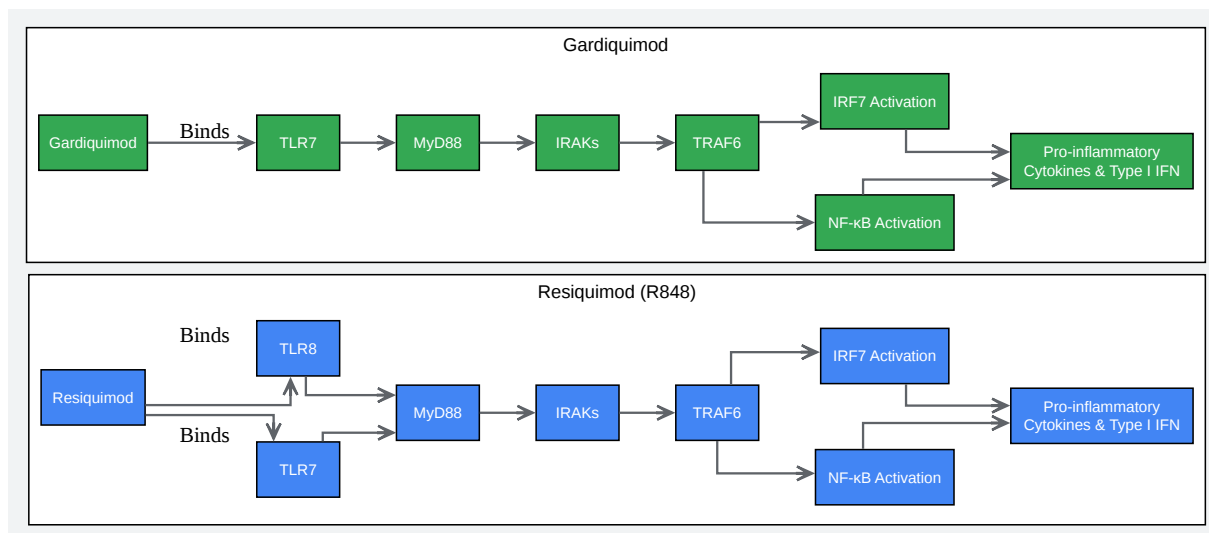 Gardiquimod
Gardiquimod
Binds
TLR7
MyD88
IRAKs
TRAF6
IRF7 Activation
NF-κB Activation
Pro-inflammatory
Cytokines & Type I IFN
Resiquimod (R848)
Resiquimod
Binds
Binds
TLR8
TLR7
MyD88
IRAKs
TRAF6
IRF7 Activation
NF-κB Activation
Pro-inflammatory
Cytokines & Type I IFN